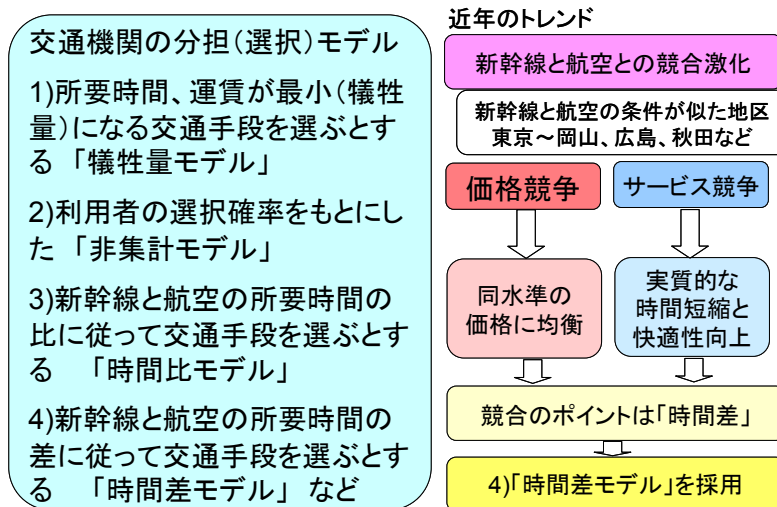 交通機関の分担(選択)モデル
1)所要時間、運賃が最小(犠牲
量)になる交通手段を選ぶとす
る 「犠牲量モデル」
2)利用者の選択確率をもとにし
た 「非集計モデル」
3)新幹線と航空の所要時間の
比に従って交通手段を選ぶとす
る 「時間比モデル」
4)新幹線と航空の所要時間の
差に従って交通手段を選ぶとす
る 「時間差モデル」 など
近年のトレンド
新幹線と航空との競合激化
新幹線と航空の条件が似た地区
東京～岡山、広島、秋田など
価格競争
サービス競争
同水準の
価格に均衡
実質的な
時間短縮と
快適性向上
競合のポイントは「時間差」
4)「時間差モデル」を採用